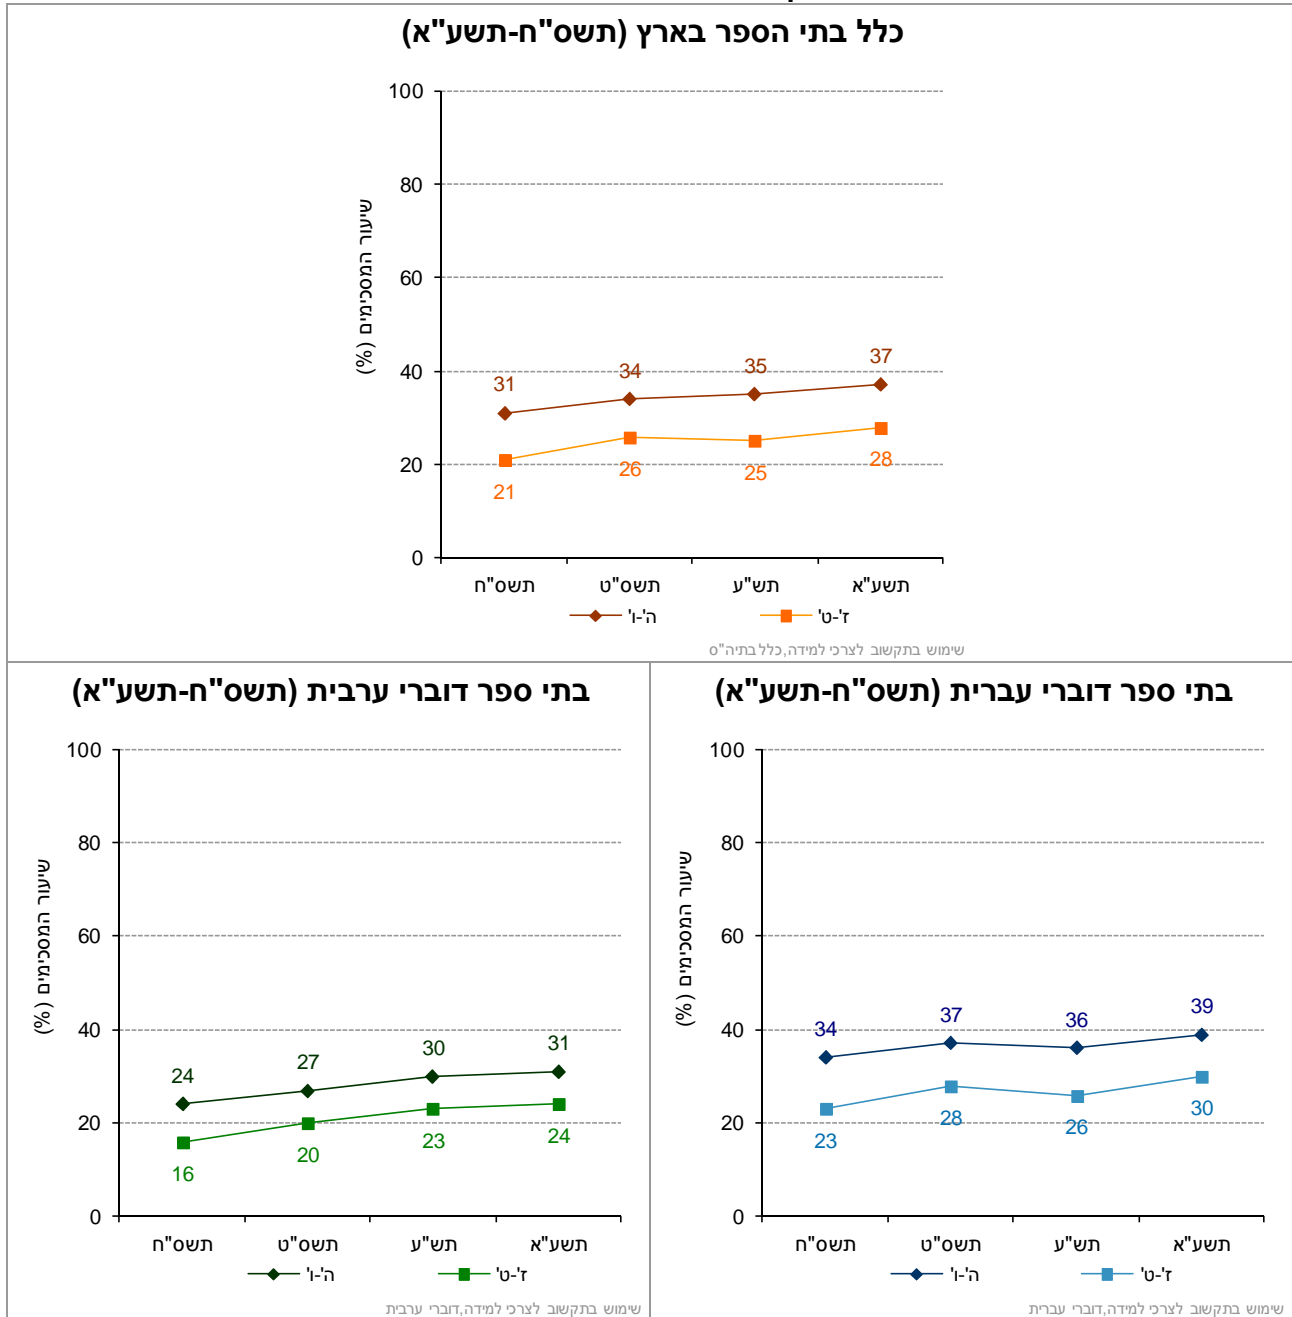 כלל בתי הספר בארץ (תשס"ח-תשע"א)
שיעור המסכימים (%)
100
80
60
40
20
0
31
34
35
37
21
26
25
28
תשס"ח
תשס"ט
תש"ע
תשע"א
ה'-ו'
ז'-ט'
שימוש בתקשוב לצרכי למידה,כלל בתיה"ס
בתי ספר דוברי עברית (תשס"ח-תשע"א)
שיעור המסכימים (%)
100
80
60
40
20
0
34
37
36
39
23
28
26
30
תשס"ח
תשס"ט
תש"ע
תשע"א
ה'-ו'
ז'-ט'
שימוש בתקשוב לצרכי למידה,דוברי עברית
בתי ספר דוברי ערבית (תשס"ח-תשע"א)
שיעור המסכימים (%)
100
80
60
40
20
0
24
27
30
31
16
20
23
24
תשס"ח
תשס"ט
תש"ע
תשע"א
ה'-ו'
ז'-ט'
שימוש בתקשוב לצרכי למידה,דוברי ערבית